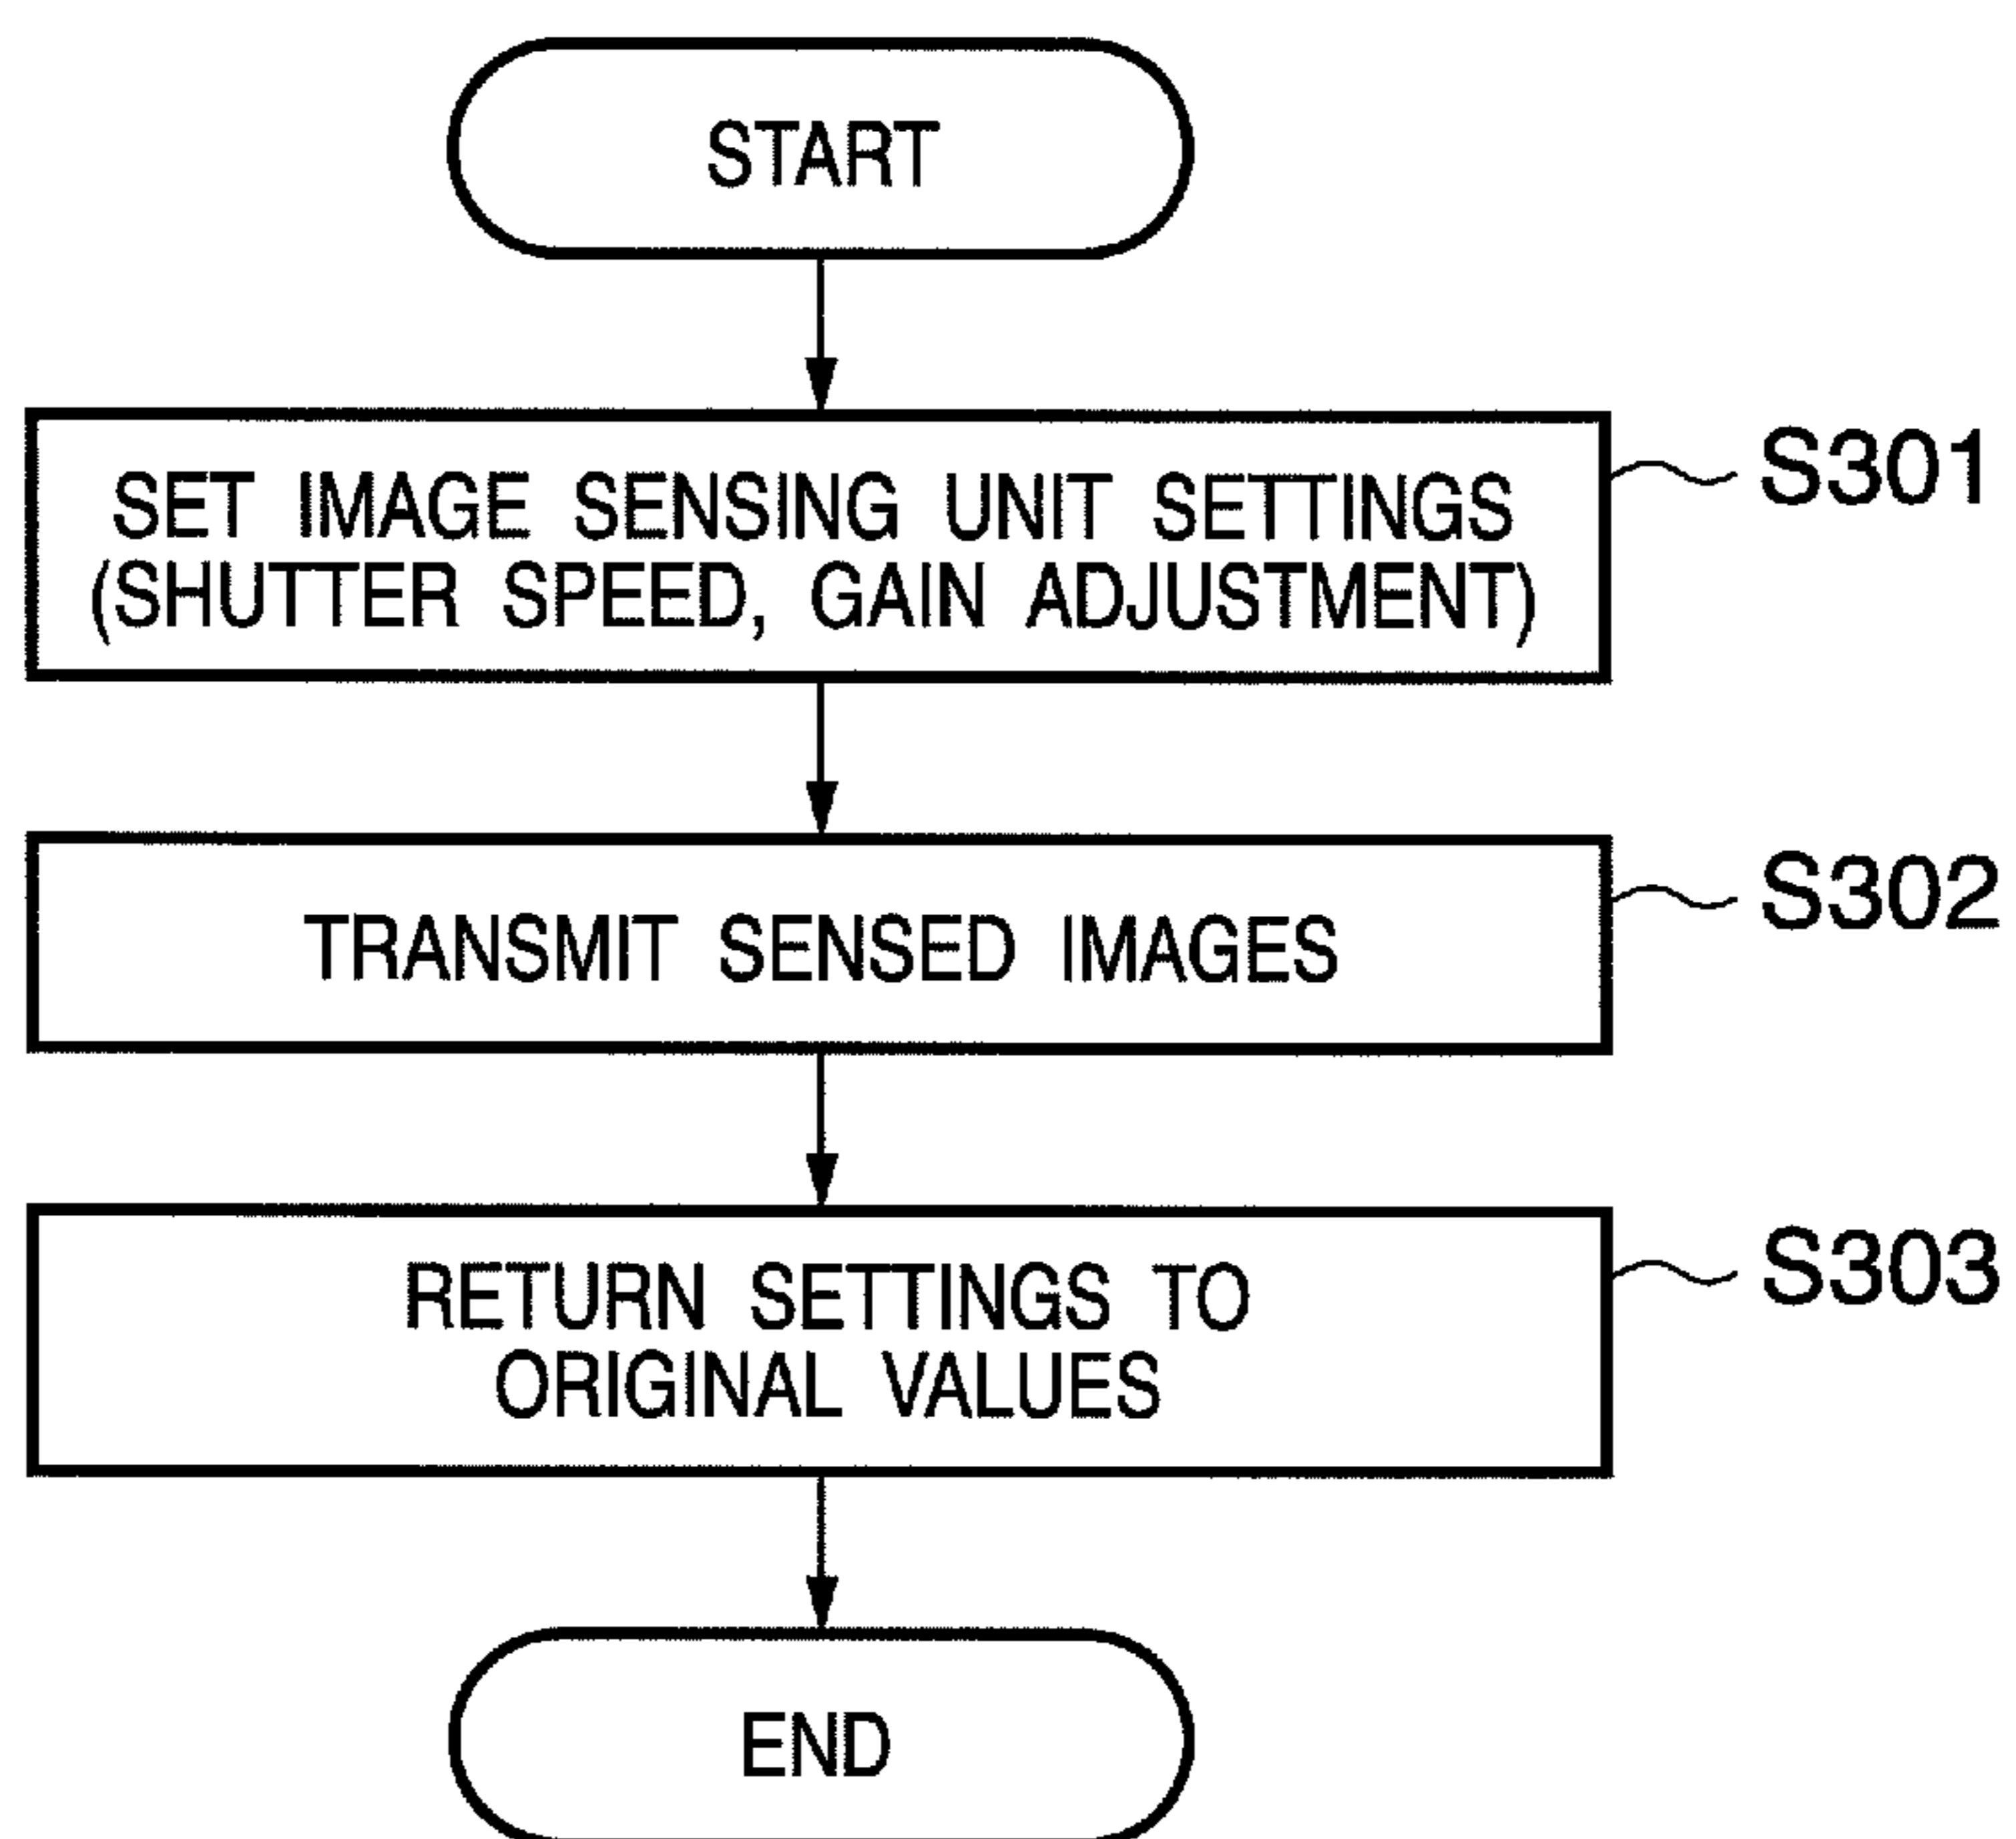 START
SET IMAGE SENSING UNIT SETTINGS
(SHUTTER SPEED, GAIN ADJUSTMENT)
S301
TRANSMIT SENSED IMAGES
S302
RETURN SETTINGS TO
ORIGINAL VALUES
S303
END